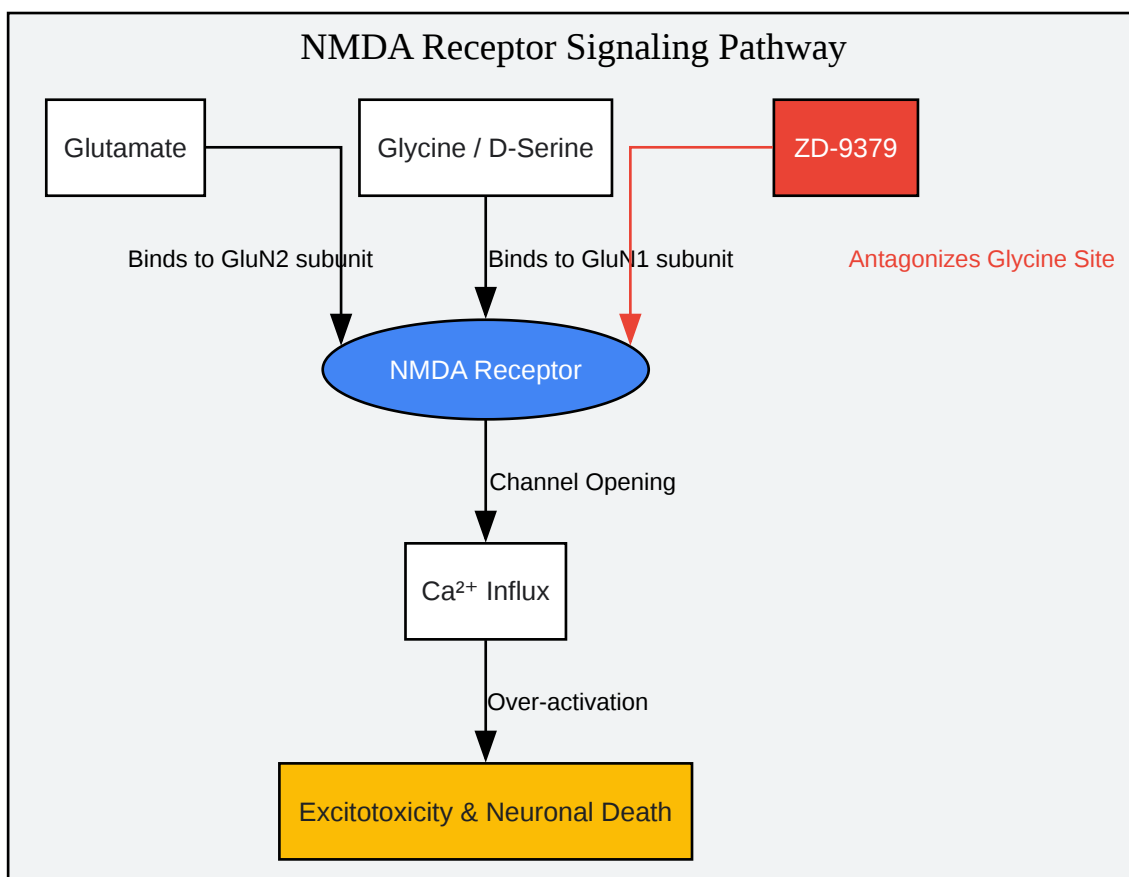 NMDA Receptor Signaling Pathway
Glutamate
Glycine / D-Serine
ZD-9379
Binds to GluN2 subunit
Binds to GluN1 subunit
Antagonizes Glycine Site
NMDA Receptor
Channel Opening
Ca²⁺ Influx
Over-activation
Excitotoxicity & Neuronal Death